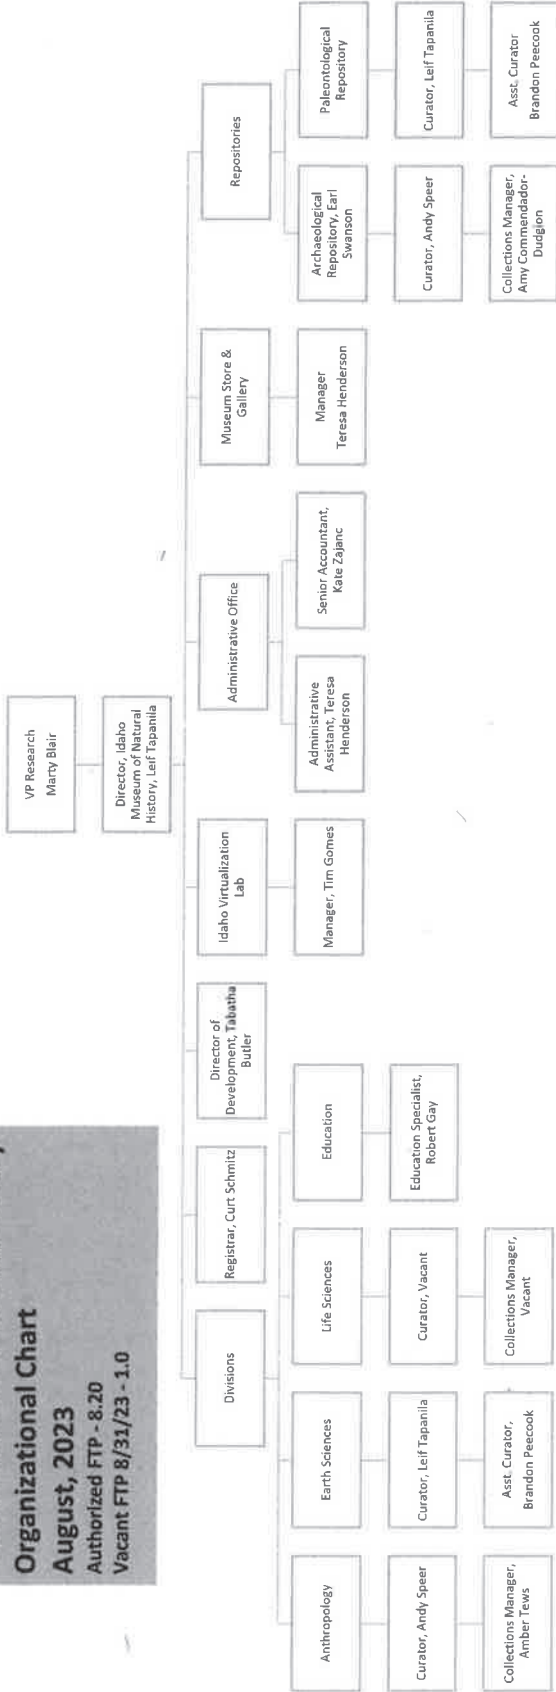 Organizational Chart
August, 2023
Authorized FTP - 8.20
Vacant FTP 8/31/23 - 1.0
VP Research
Marty Blair
Director, Idaho
Museum of Natural
History, Leif Tapanila
Divisions
Registrar, Curt Schmitz
Director of
Development, Tabatha
Butler
Idaho Virtualization
Lab
Administrative Office
Museum Store &
Gallery
Repositories
Anthropology
Curator, Andy Speer
Collections Manager,
Amber Tews
Earth Sciences
Curator, Leif Tapanila
Asst. Curator,
Brandon Peecook
Life Sciences
Curator, Vacant
Collections Manager,
Vacant
Education
Education Specialist,
Robert Gay
Manager, Tim Gomes
Administrative
Assistant, Teresa
Henderson
Senior Accountant,
Kate Zajanc
Manager
Teresa Henderson
Archaeological
Repository, Earl
Swanson
Curator, Andy Speer
Collections Manager,
Amy Commendador-
Dudgion
Paleontological
Repository
Curator, Leif Tapanila
Asst. Curator
Brandon Peecook